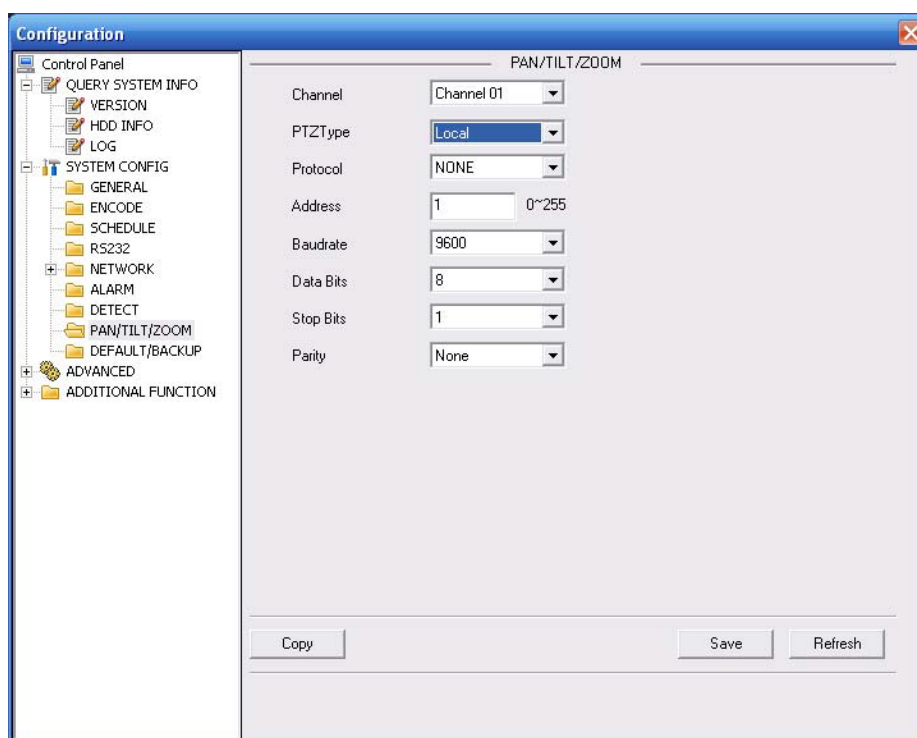 Configuration
Control Panel
QUERY SYSTEM INFO
VERSION
HDD INFO
LOG
SYSTEM CONFIG
GENERAL
ENCODE
SCHEDULE
RS232
NETWORK
ALARM
DETECT
PAN/TILT/ZOOM
DEFAULT/BACKUP
ADVANCED
ADDITIONAL FUNCTION
PAN/TILT/ZOOM
Channel Channel 01
PTZType Local
Protocol NONE
Address 1 0~255
Baudrate 9600
Data Bits 8
Stop Bits 1
Parity None
Copy Save Refresh